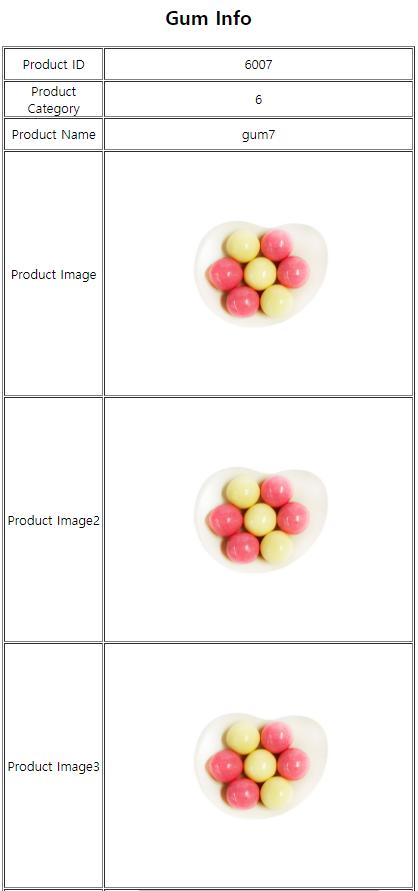 Gum Info
Product ID
6007
Product
Category
6
Product Name
gum7
Product Image
Product Image2
Product Image3